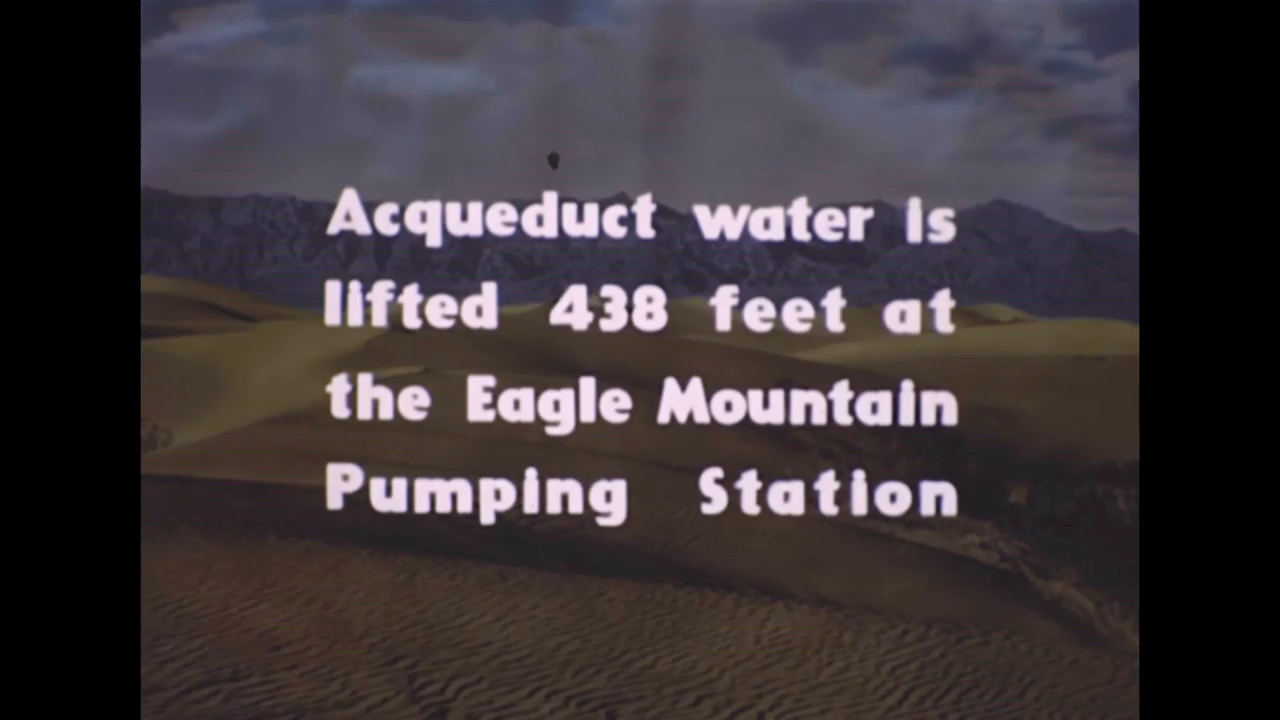 Acqueduct water is
lifted 438 feet at
the Eagle Mountain
Pumping Station